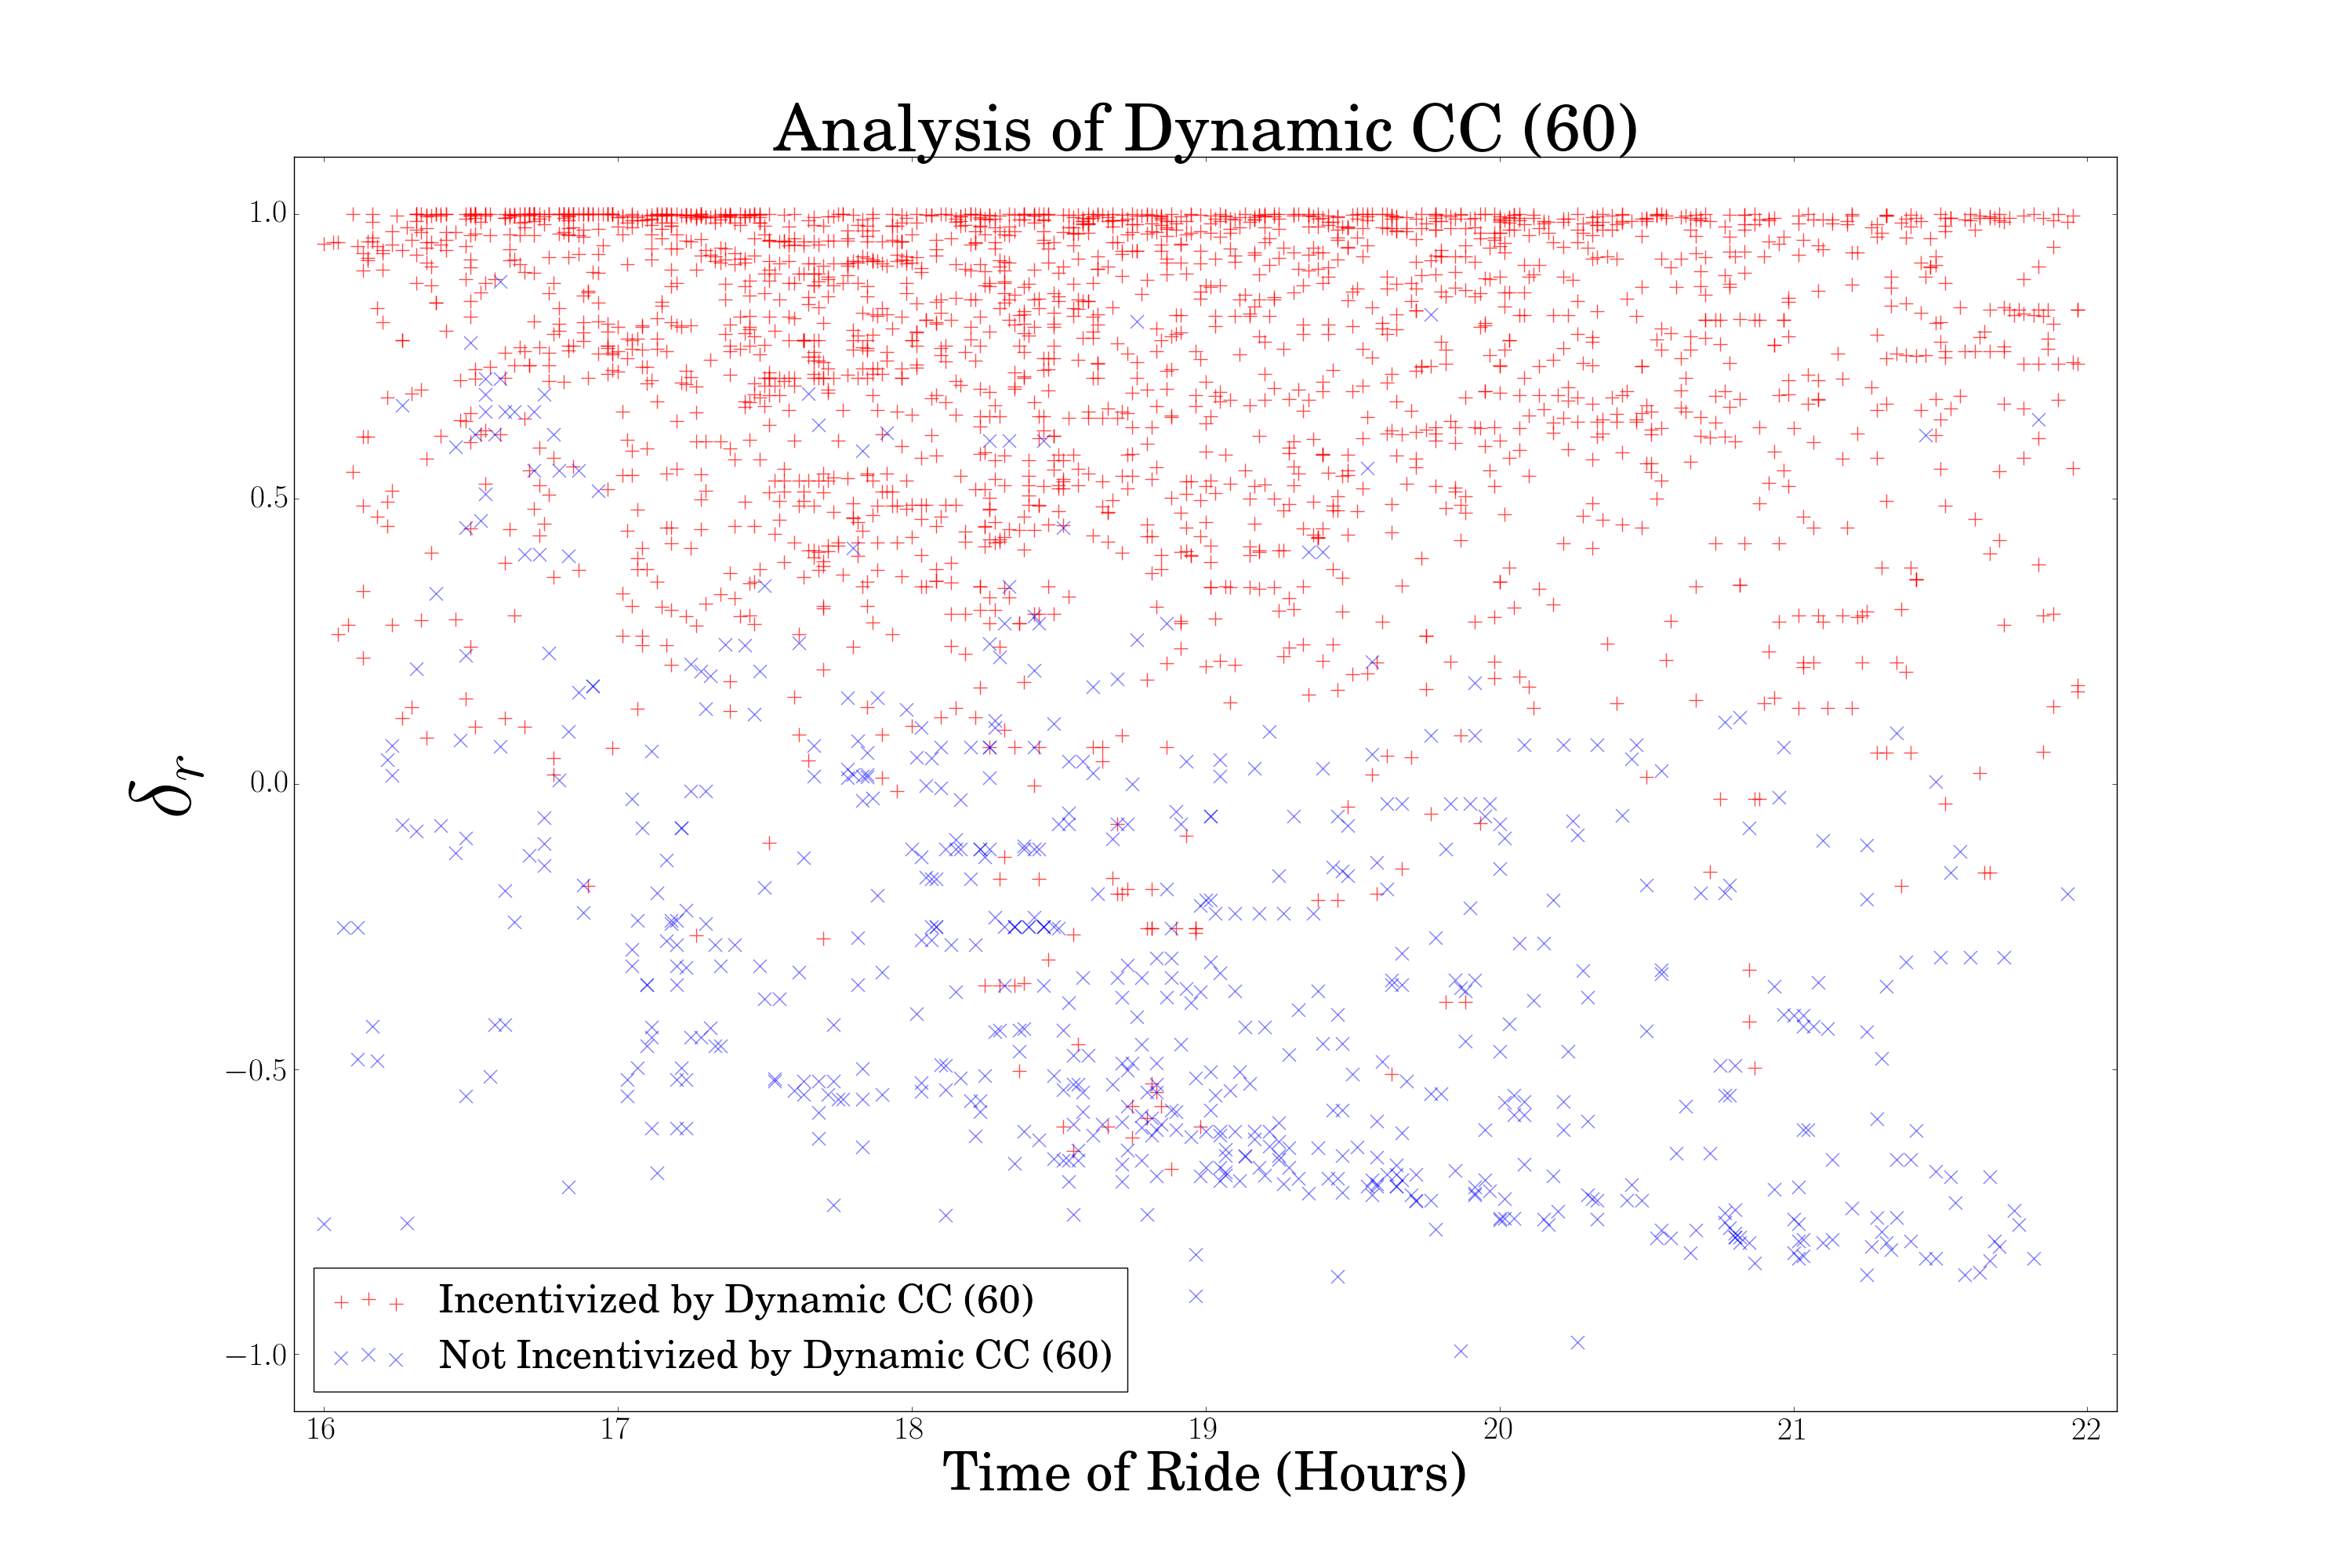 Analysis of Dynamic CC (60)
1.0
0.5
0.0
−0.5
−1.0
δr
Incentivized by Dynamic CC (60)
Not Incentivized by Dynamic CC (60)
16 17 18 19 20 21 22
Time of Ride (Hours)